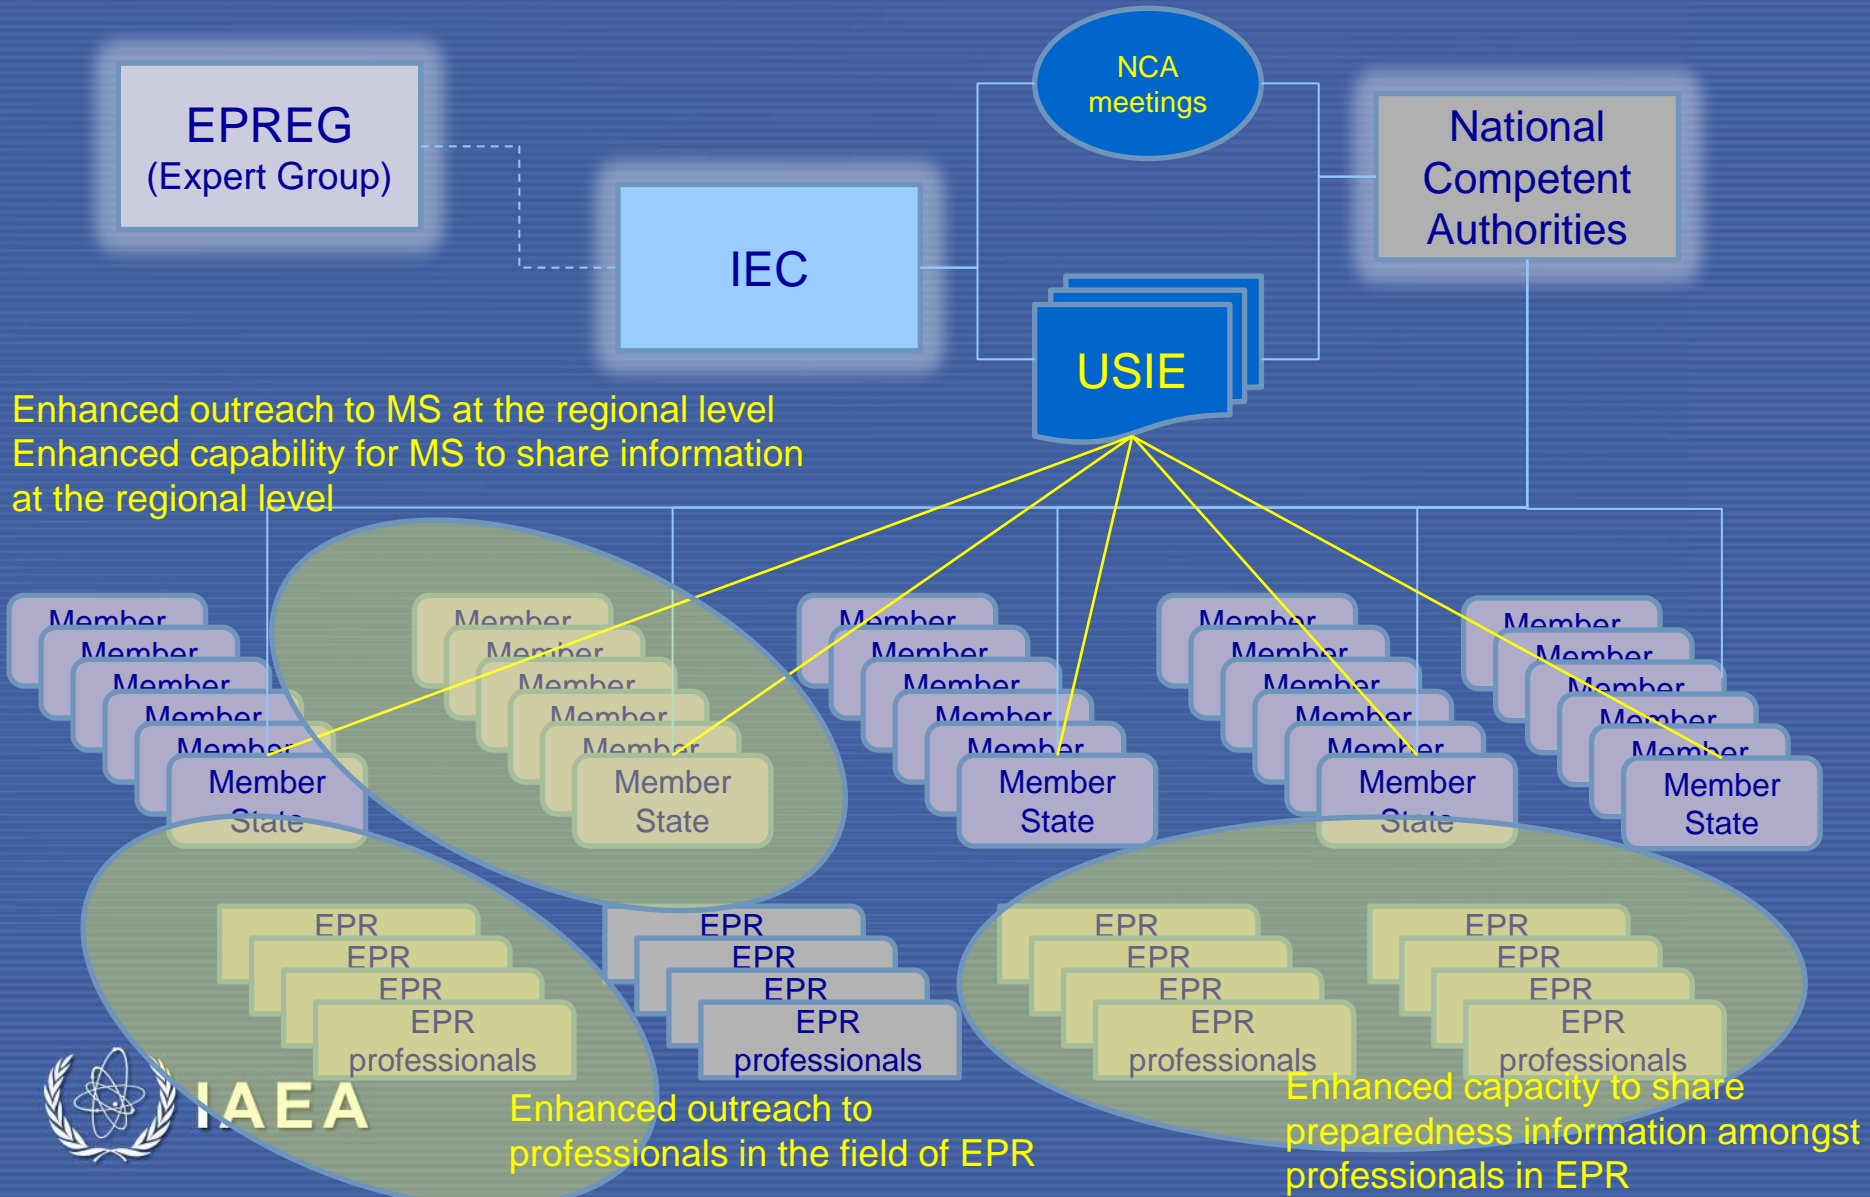 NCA
meetings
EPREG
(Expert Group)
National
Competent
Authorities
IEC
USIE
Enhanced outreach to MS at the regional level
Enhanced capability for MS to share information
at the regional level
Member
Member
Member
Member
Member
Member
State
Member
Member
Member
Member
Member
Member
State
Member
Member
Member
Member
Member
Member
State
Member
Member
Member
Member
Member
Member
State
Member
Member
Member
Member
Member
Member
State
EPR
EPR
EPR
EPR
professionals
EPR
EPR
EPR
EPR
professionals
EPR
EPR
EPR
EPR
professionals
EPR
EPR
EPR
EPR
professionals
IAEA
Enhanced outreach to
professionals in the field of EPR
Enhanced capacity to share
preparedness information amongst
professionals in EPR